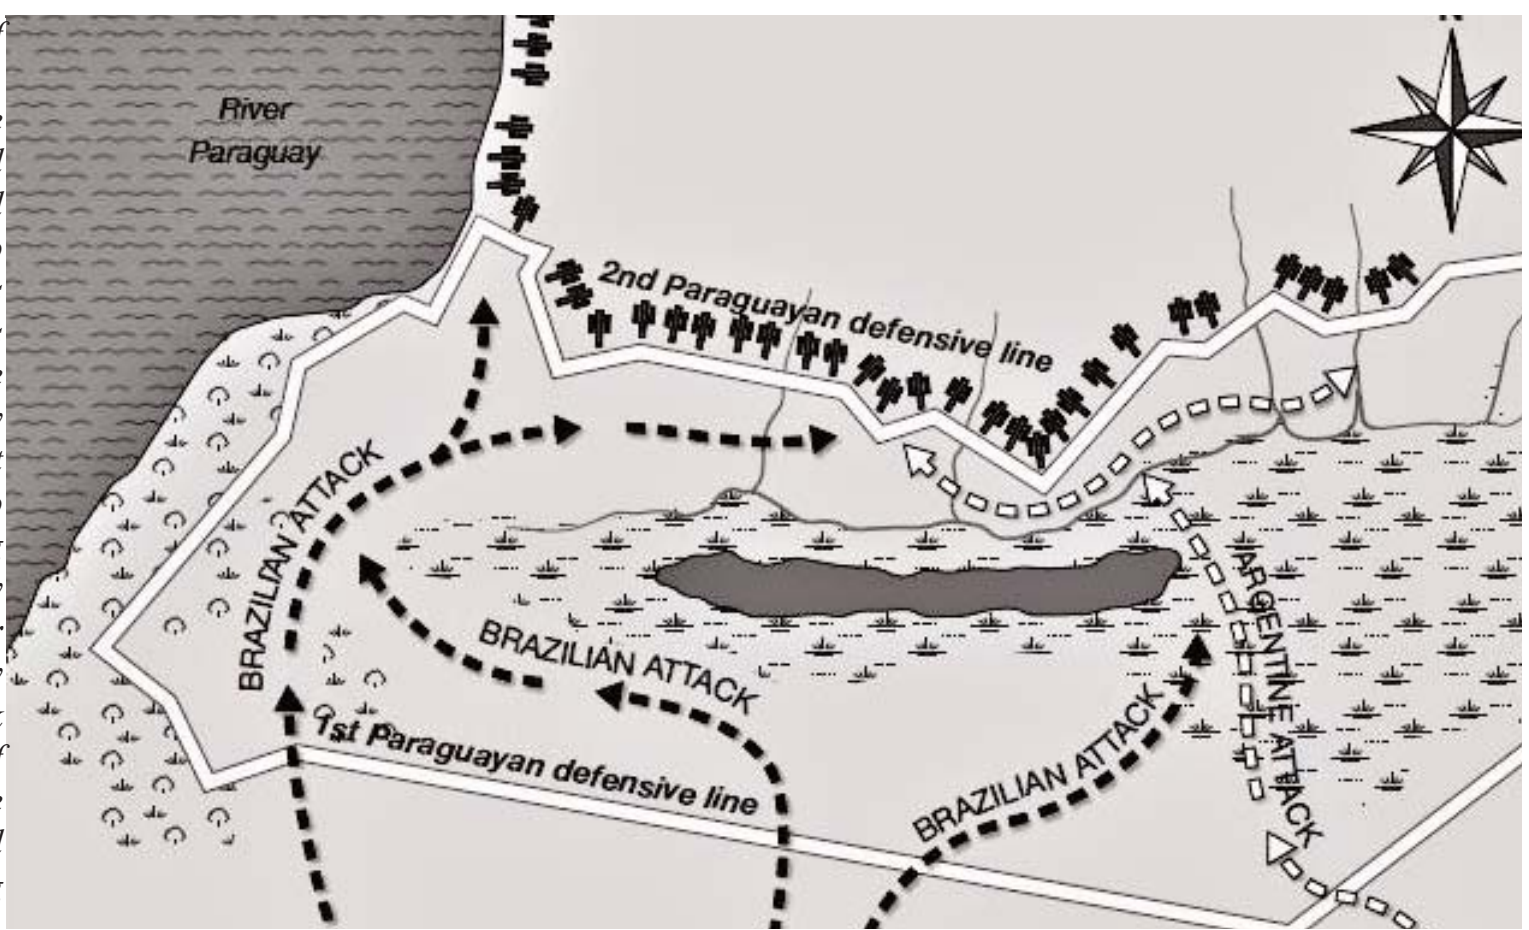 N
River
Paraguay
2nd Paraguayan defensive line
BRAZILIAN ATTACK
BRAZILIAN ATTACK
ARGENTINE ATTACK
BRAZILIAN ATTACK
1st Paraguayan defensive line